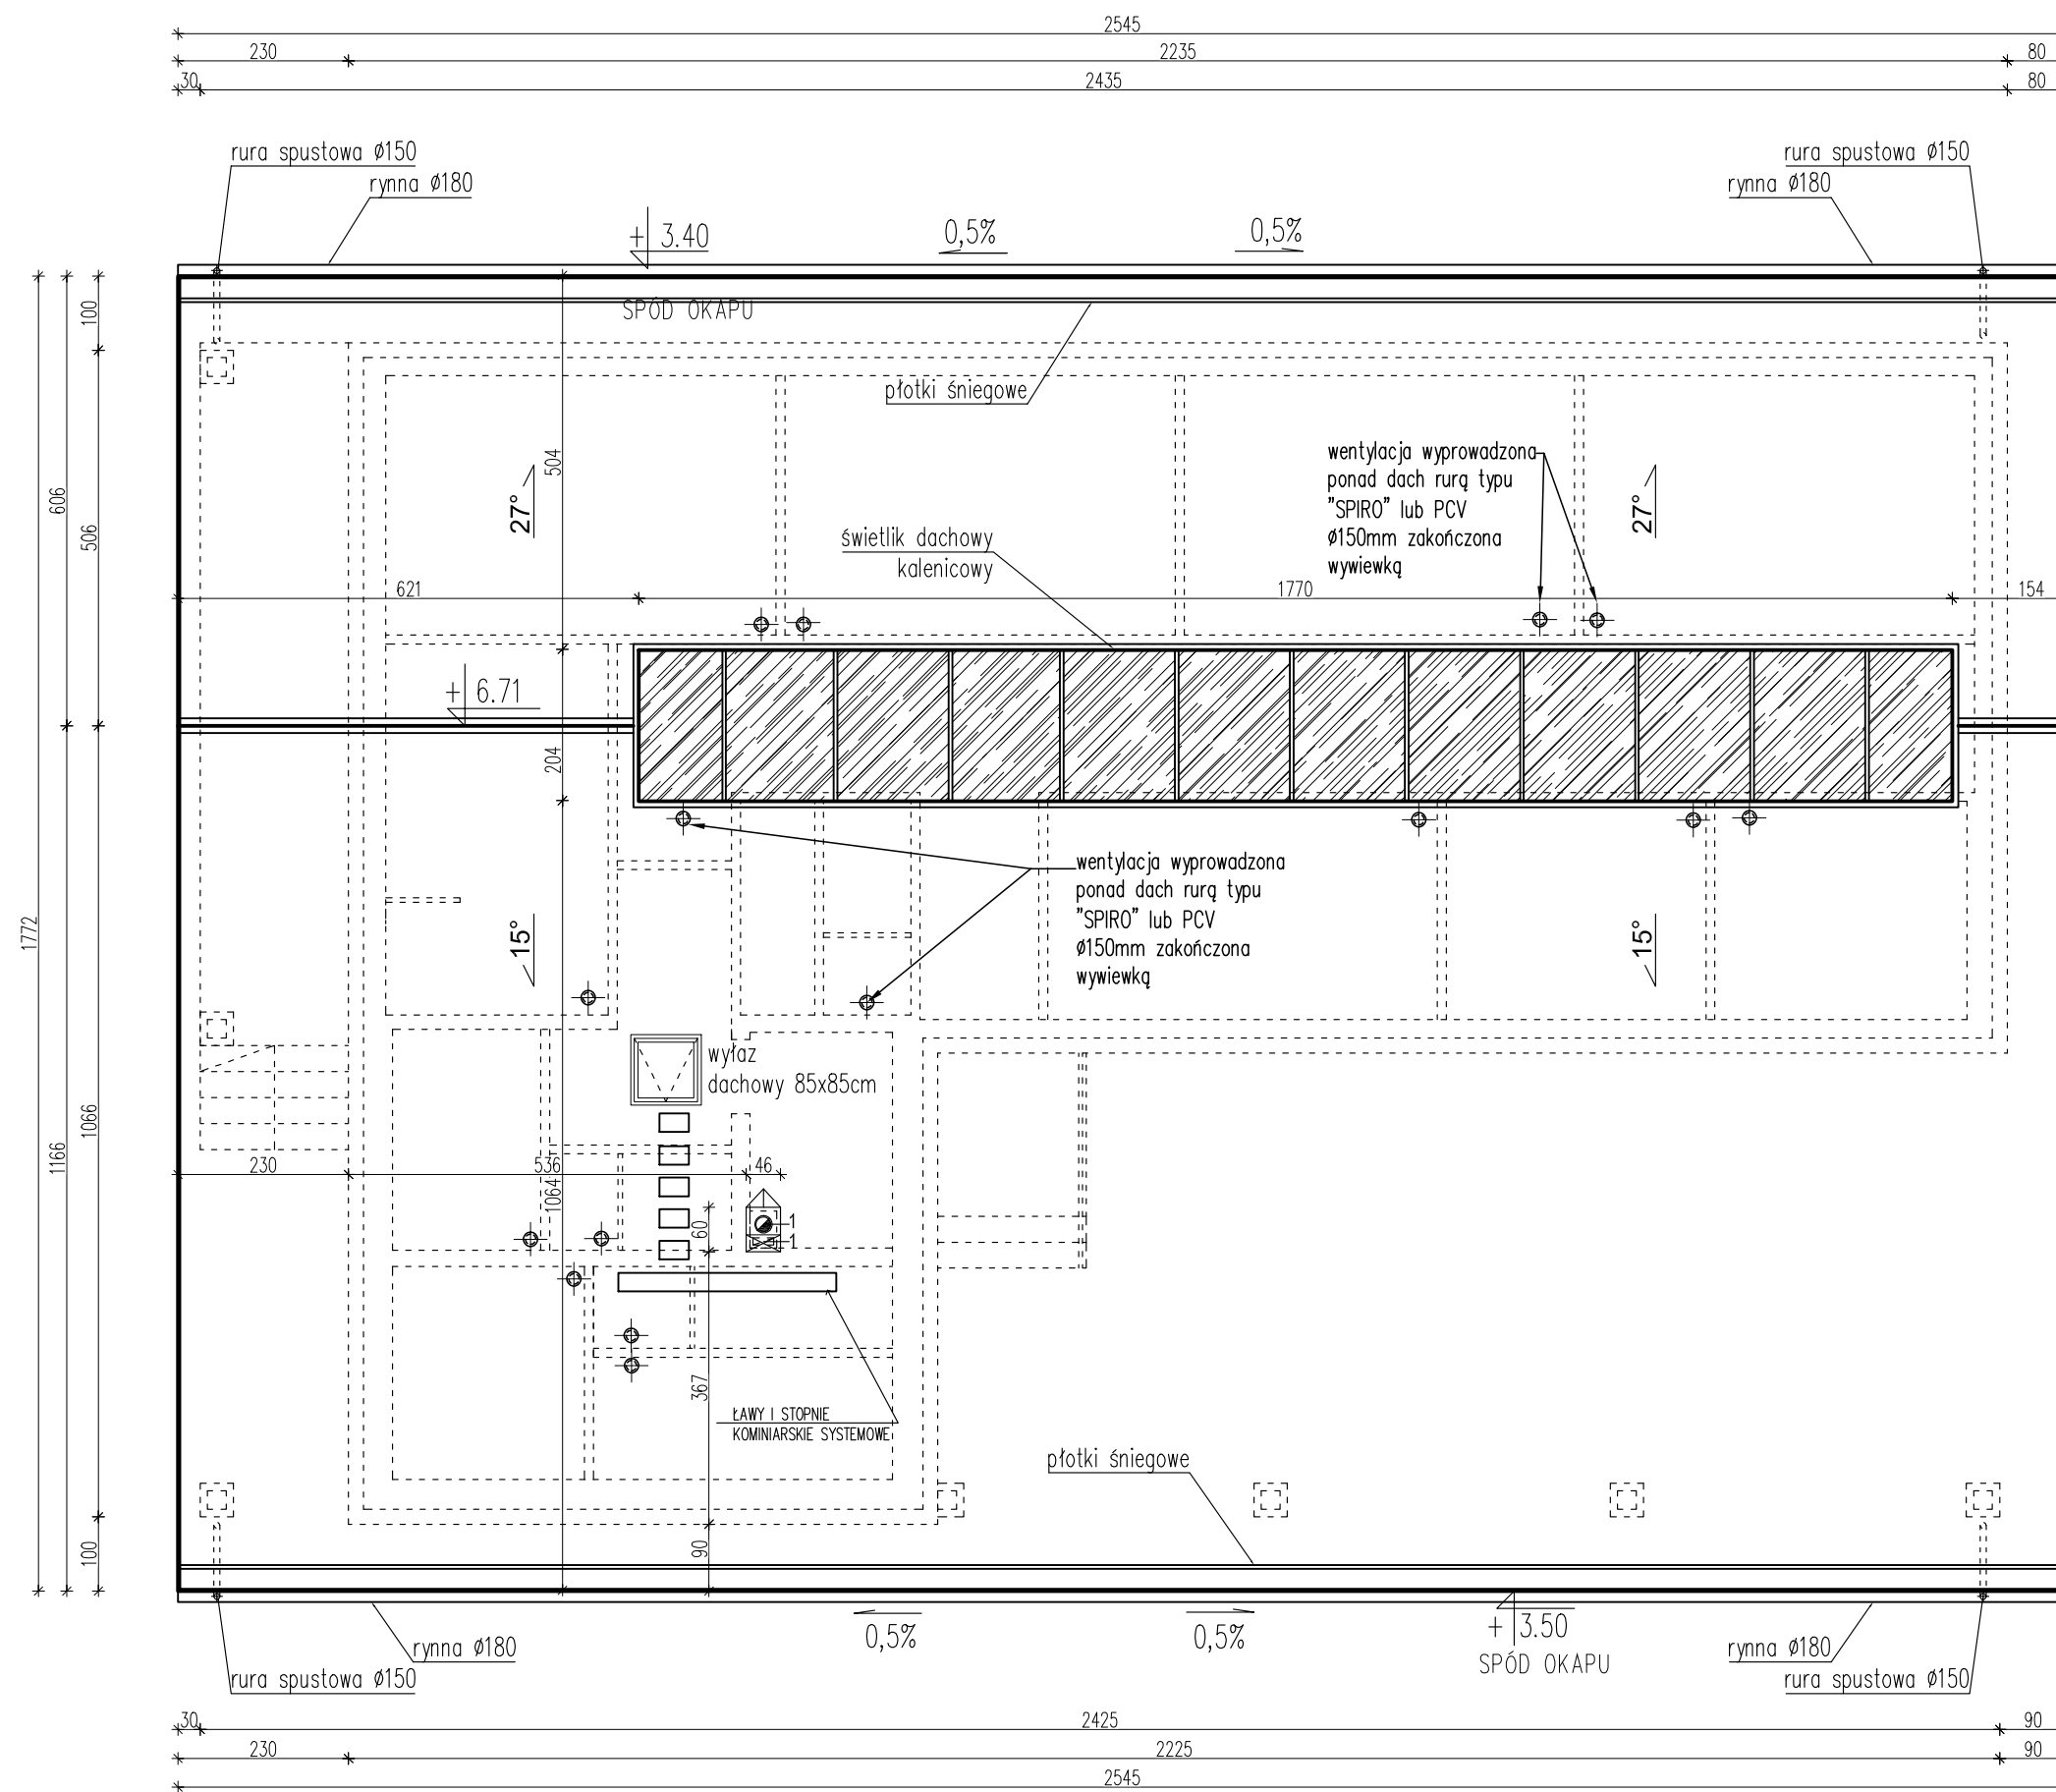 2545
230
2235
80
30
2435
80
rura spustowa Ø150
rynna Ø180
rura spustowa Ø150
rynna Ø180
+ 3.40
0,5%
0,5%
SPÓD OKAPU
100
płotki śniegowe
504
606
506
27°
27°
wentylacja wyprowadzona
ponad dach rurą typu
"SPIRO" lub PCV
Ø150mm zakończona
wywiewką
świetlik dachowy
kalenicowy
621
1770
154
+ 6.71
204
wentylacja wyprowadzona
ponad dach rurą typu
"SPIRO" lub PCV
Ø150mm zakończona
wywiewką
1772
15°
15°
wyłaz
dachowy 85x85cm
1066
1166
230
536
46
1064
60
1
1
367
ŁAWY I STOPNIE
KOMINIARSKIE SYSTEMOWE
płotki śniegowe
100
90
0,5%
0,5%
+ 3.50
SPÓD OKAPU
rynna Ø180
rura spustowa Ø150
rynna Ø180
rura spustowa Ø150
30
2425
90
230
2225
90
2545